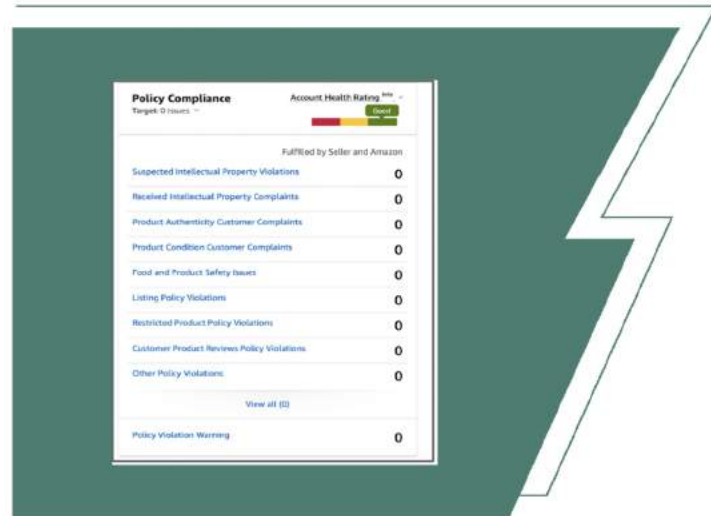 Policy Compliance
Target: 0 issues
Account Health Rating beta
Good
Fulfilled by Seller and Amazon
Suspected Intellectual Property Violations 0
Received Intellectual Property Complaints 0
Product Authenticity Customer Complaints 0
Product Condition Customer Complaints 0
Food and Product Safety Issues 0
Listing Policy Violations 0
Restricted Product Policy Violations 0
Customer Product Reviews Policy Violations 0
Other Policy Violations 0
View all (0)
Policy Violation Warning 0